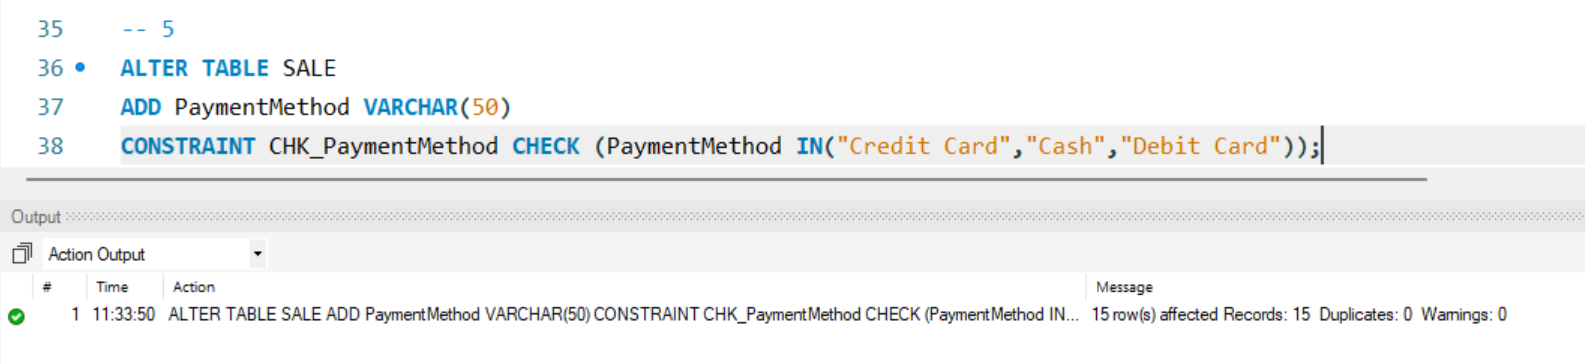 35 -- 5
36 ALTER TABLE SALE
37 ADD PaymentMethod VARCHAR(50)
38 CONSTRAINT CHK_PaymentMethod CHECK (PaymentMethod IN("Credit Card","Cash","Debit Card"));
Output
Action Output
# Time Action Message
1 11:33:50 ALTER TABLE SALE ADD PaymentMethod VARCHAR(50) CONSTRAINT CHK_PaymentMethod CHECK (PaymentMethod IN... 15 row(s) affected Records: 15 Duplicates: 0 Warnings: 0